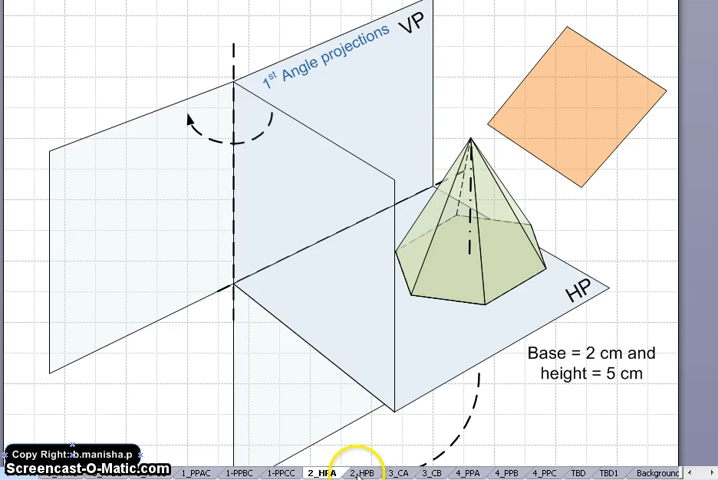 VP
1st Angle projections
HP
Base = 2 cm and
height = 5 cm
Copy Right:b.manisha.p
Screencast-O-Matic.com
1_PPAC
1-PPBC
1-PPCC
2_HPA
2_HPB
3_CA
3_CB
4_PPA
4_PPB
4_PPC
TBD
TBD1
Background